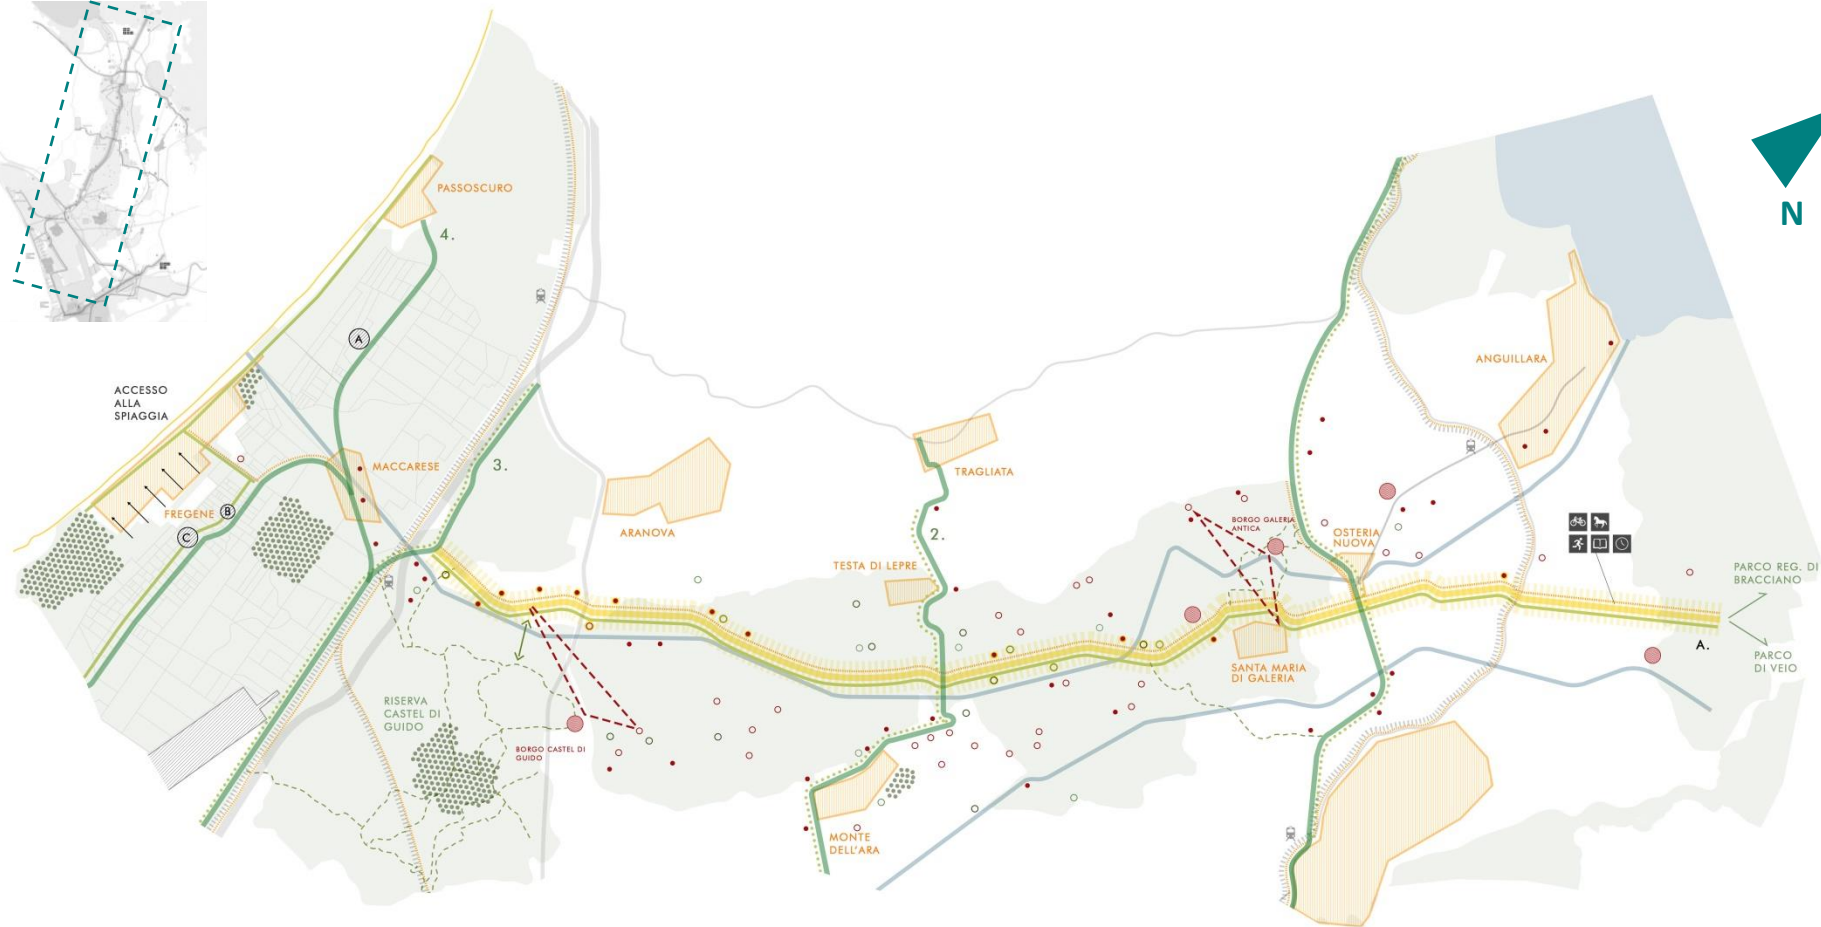 PASSOSCURO
4.
N
A
ANGUILLARA
ACCESSO
ALLA
SPIAGGIA
MACCARESE
3.
TRAGLIATA
FREGENE
B
C
ARANOVA
2.
BORGO GALERIA
ANTICA
OSTERIA
NUOVA
TESTA DI LEPRE
PARCO REG. DI
BRACCIANO
A.
PARCO
DI VEIO
SANTA MARIA
DI GALERIA
RISERVA
CASTEL DI
GUIDO
BORGO CASTEL DI
GUIDO
MONTE
DELL'ARA